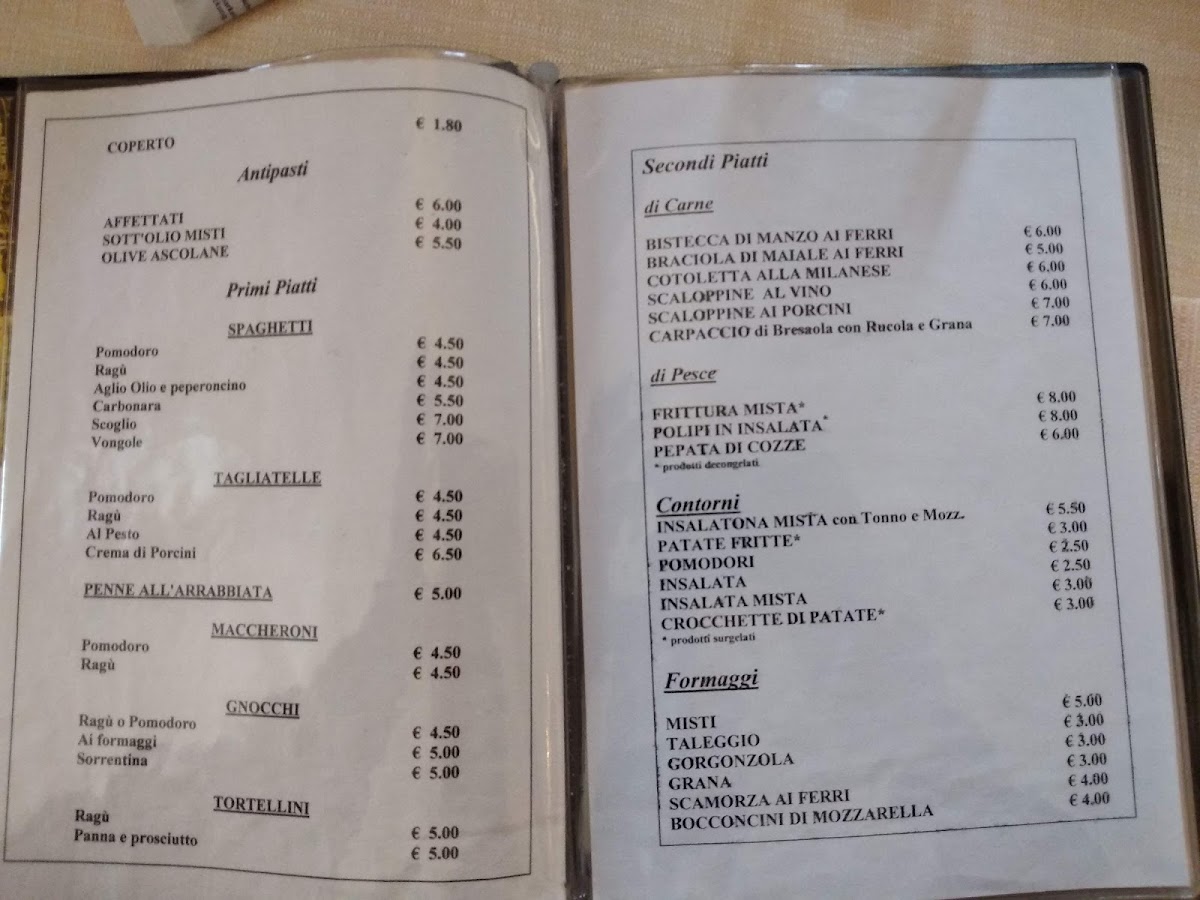 COPERTO € 1.80
Antipasti
AFFETTATI € 6.00
SOTT'OLIO MISTI € 4.00
OLIVE ASCOLANE € 5.50
Primi Piatti
SPAGHETTI
Pomodoro € 4.50
Ragù € 4.50
Aglio Olio e peperoncino € 4.50
Carbonara € 5.50
Scoglio € 7.00
Vongole € 7.00
TAGLIATELLE
Pomodoro € 4.50
Ragù € 4.50
Al Pesto € 4.50
Crema di Porcini € 6.50
PENNE ALL'ARRABBIATA € 5.00
MACCHERONI
Pomodoro € 4.50
Ragù € 4.50
GNOCCHI
Ragù o Pomodoro € 4.50
Ai formaggi € 5.00
Sorrentina € 5.00
TORTELLINI
Ragù € 5.00
Panna e prosciutto € 5.00
Secondi Piatti
di Carne
BISTECCA DI MANZO AI FERRI € 6.00
BRACIOLA DI MAIALE AI FERRI € 5.00
COTOLETTA ALLA MILANESE € 6.00
SCALOPPINE AL VINO € 6.00
SCALOPPINE AI PORCINI € 7.00
CARPACCIO di Bresaola con Rucola e Grana € 7.00
di Pesce
FRITTURA MISTA* € 8.00
POLIPI IN INSALATA* € 8.00
PEPATA DI COZZE € 6.00
* prodotti decongelati
Contorni
INSALATONA MISTA con Tonno e Mozz. € 5.50
PATATE FRITTE* € 3.00
POMODORI € 2.50
INSALATA € 2.50
INSALATA MISTA € 3.00
CROCCHETTE DI PATATE* € 3.00
* prodotti surgelati
Formaggi
MISTI € 5.00
TALEGGIO € 3.00
GORGONZOLA € 3.00
GRANA € 3.00
SCAMORZA AI FERRI € 4.00
BOCCONCINI DI MOZZARELLA € 4.00